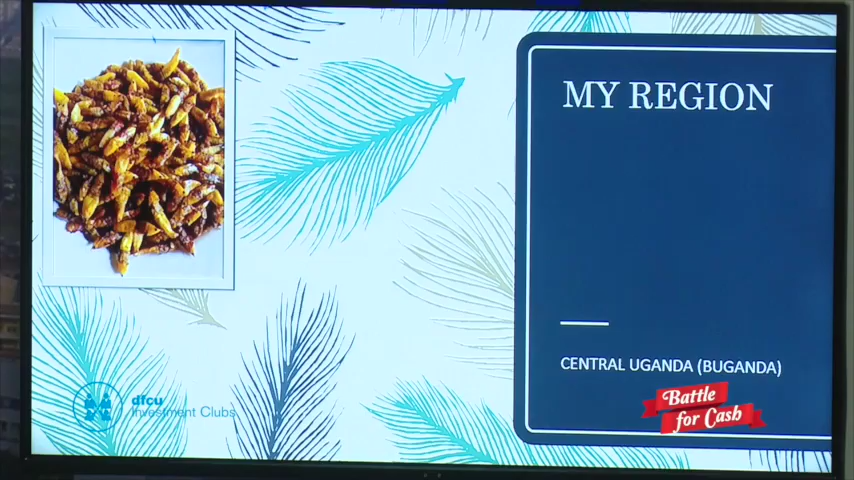 MY REGION
CENTRAL UGANDA (BUGANDA)
Battle
for Cash
dfcu
Investment Clubs